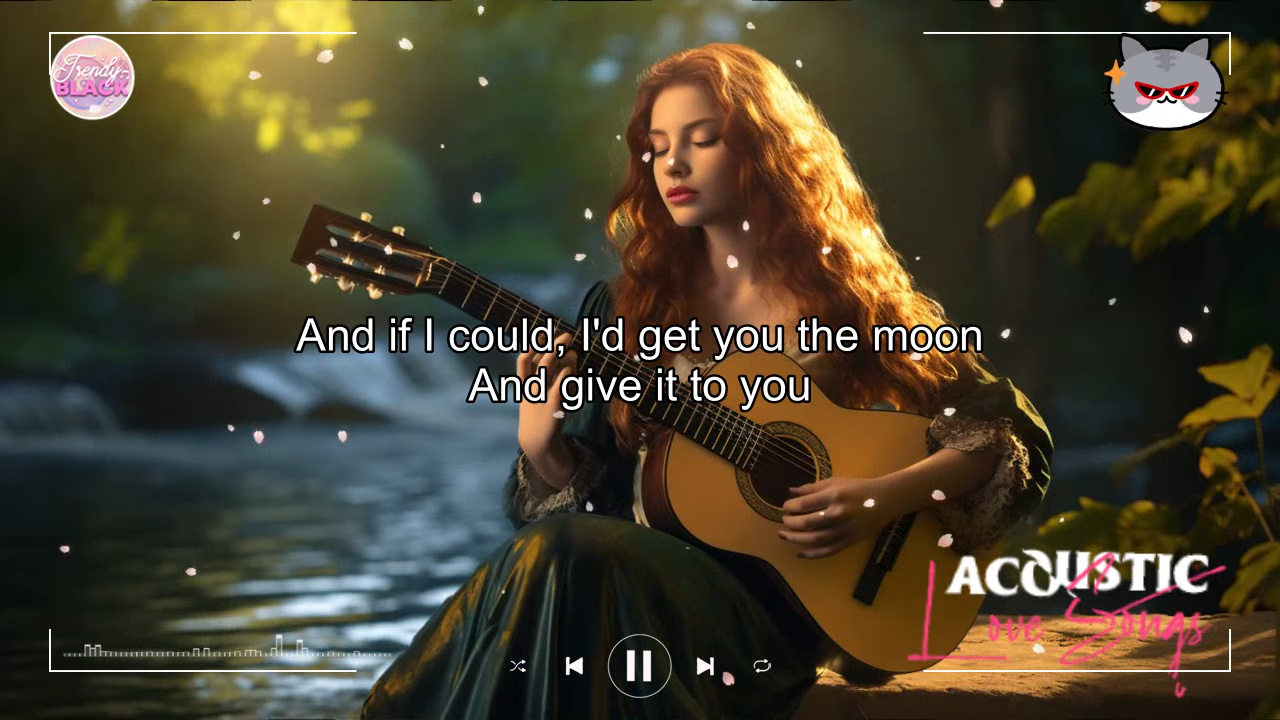 Trendy
BLACK
And if I could, I'd get you the moon
And give it to you
ACOUSTIC
Love Songs